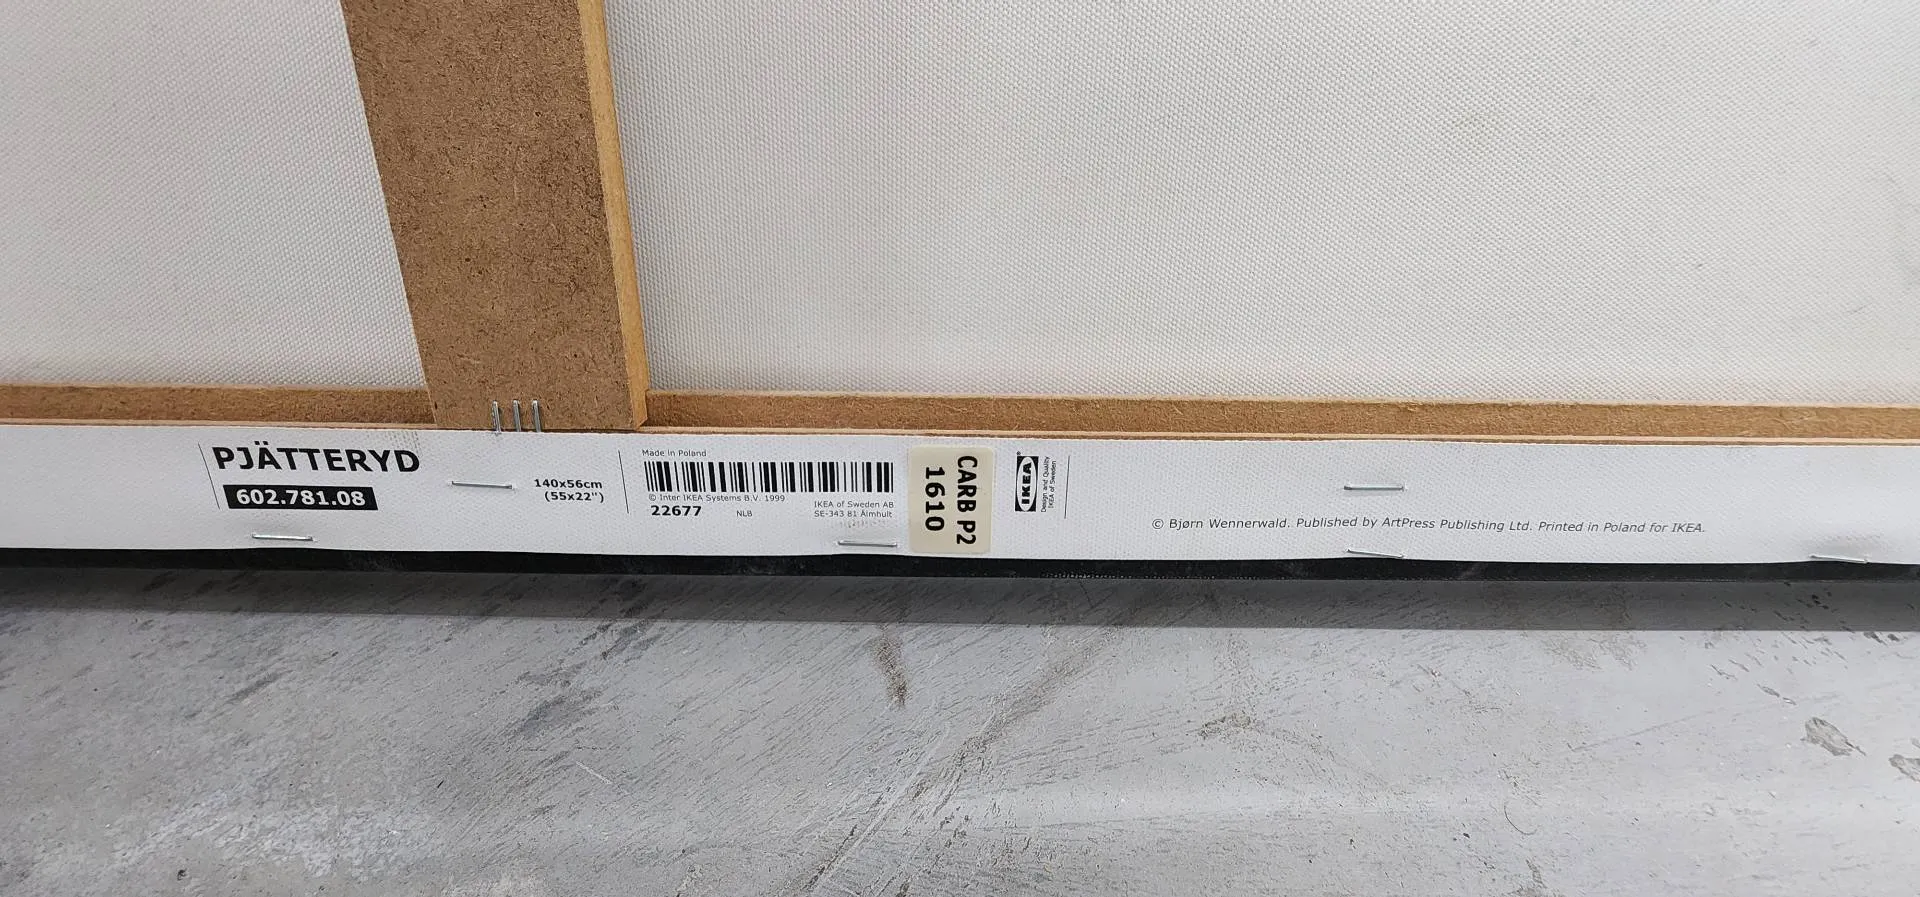 PJÄTTERYD
602.781.08
140x56cm
(55x22")
Made in Poland
© Inter IKEA Systems B.V. 1999
22677
NLB
IKEA of Sweden AB
SE-343 81 Älmhult
CARB P2
1610
IKEA
Design and Quality
IKEA of Sweden
© Bjørn Wennerwald. Published by ArtPress Publishing Ltd. Printed in Poland for IKEA.